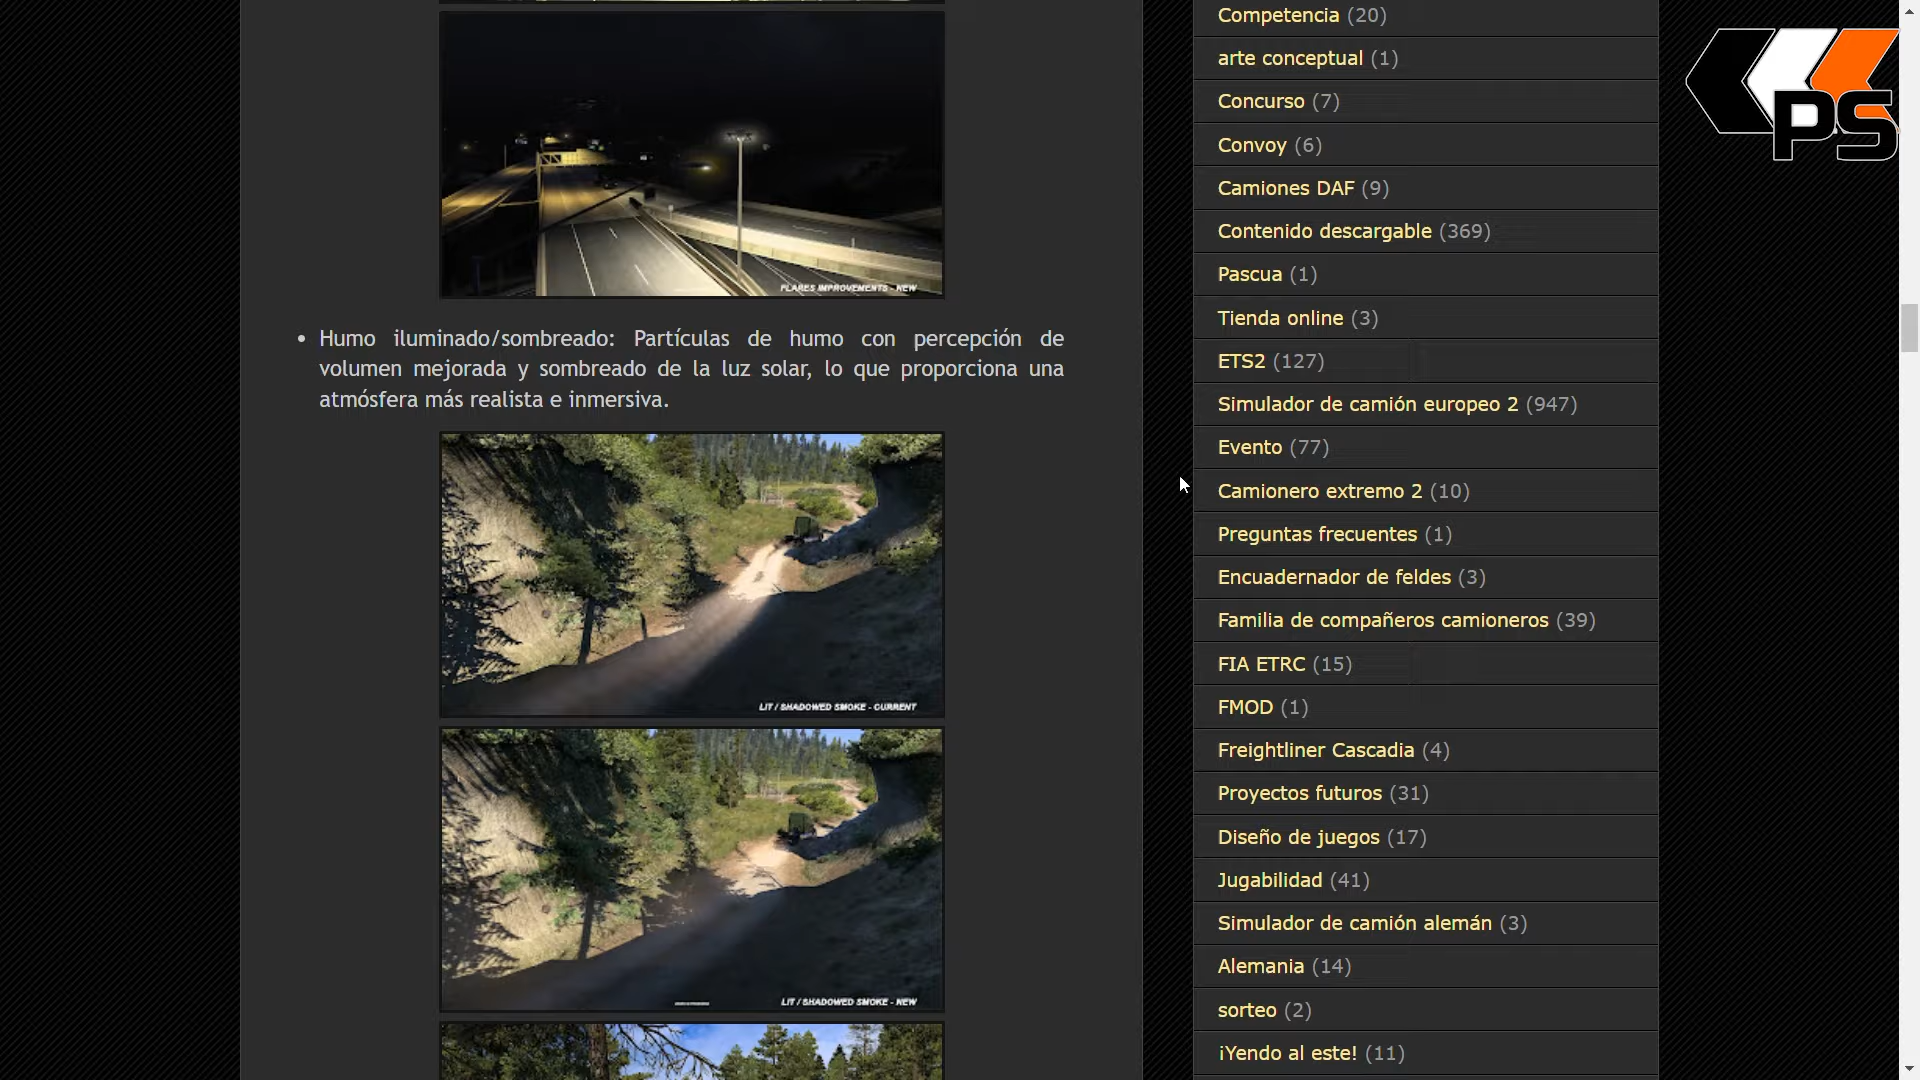 FLARES IMPROVEMENTS - NEW
• Humo iluminado/sombreado: Partículas de humo con percepción de
volumen mejorada y sombreado de la luz solar, lo que proporciona una
atmósfera más realista e inmersiva.
LIT / SHADOWED SMOKE - CURRENT
LIT / SHADOWED SMOKE - NEW
Competencia (20)
arte conceptual (1)
Concurso (7)
Convoy (6)
Camiones DAF (9)
Contenido descargable (369)
Pascua (1)
Tienda online (3)
ETS2 (127)
Simulador de camión europeo 2 (947)
Evento (77)
Camionero extremo 2 (10)
Preguntas frecuentes (1)
Encuadernador de feldes (3)
Familia de compañeros camioneros (39)
FIA ETRC (15)
FMOD (1)
Freightliner Cascadia (4)
Proyectos futuros (31)
Diseño de juegos (17)
Jugabilidad (41)
Simulador de camión alemán (3)
Alemania (14)
sorteo (2)
¡Yendo al este! (11)
PS